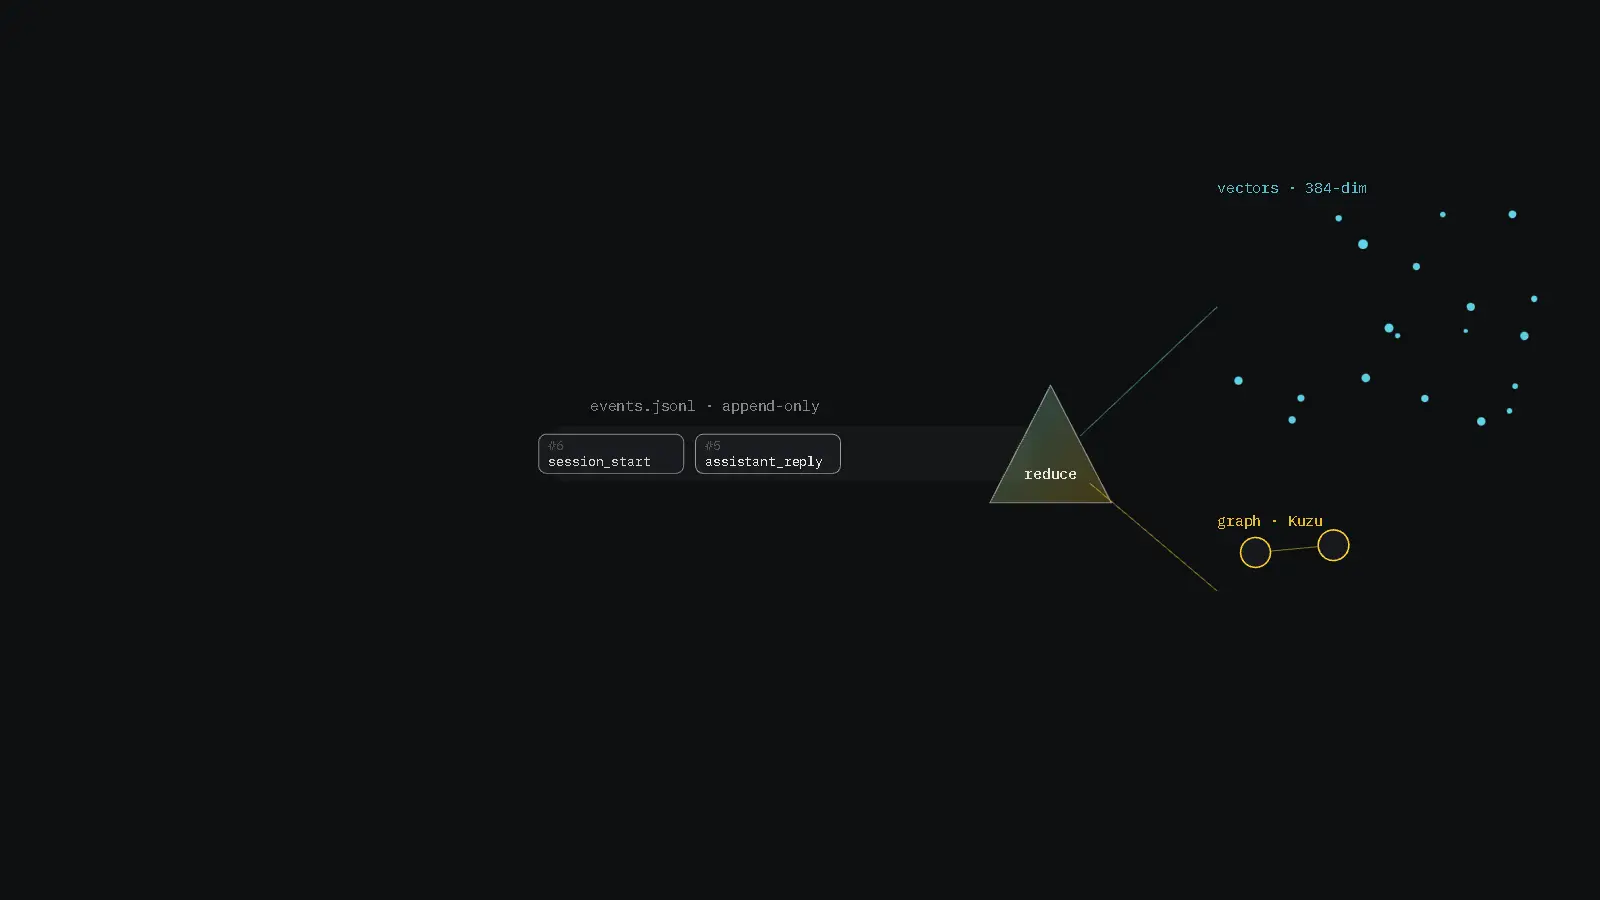 vectors · 384-dim
events.jsonl · append-only
#6
session_start
#5
assistant_reply
reduce
graph · Kuzu